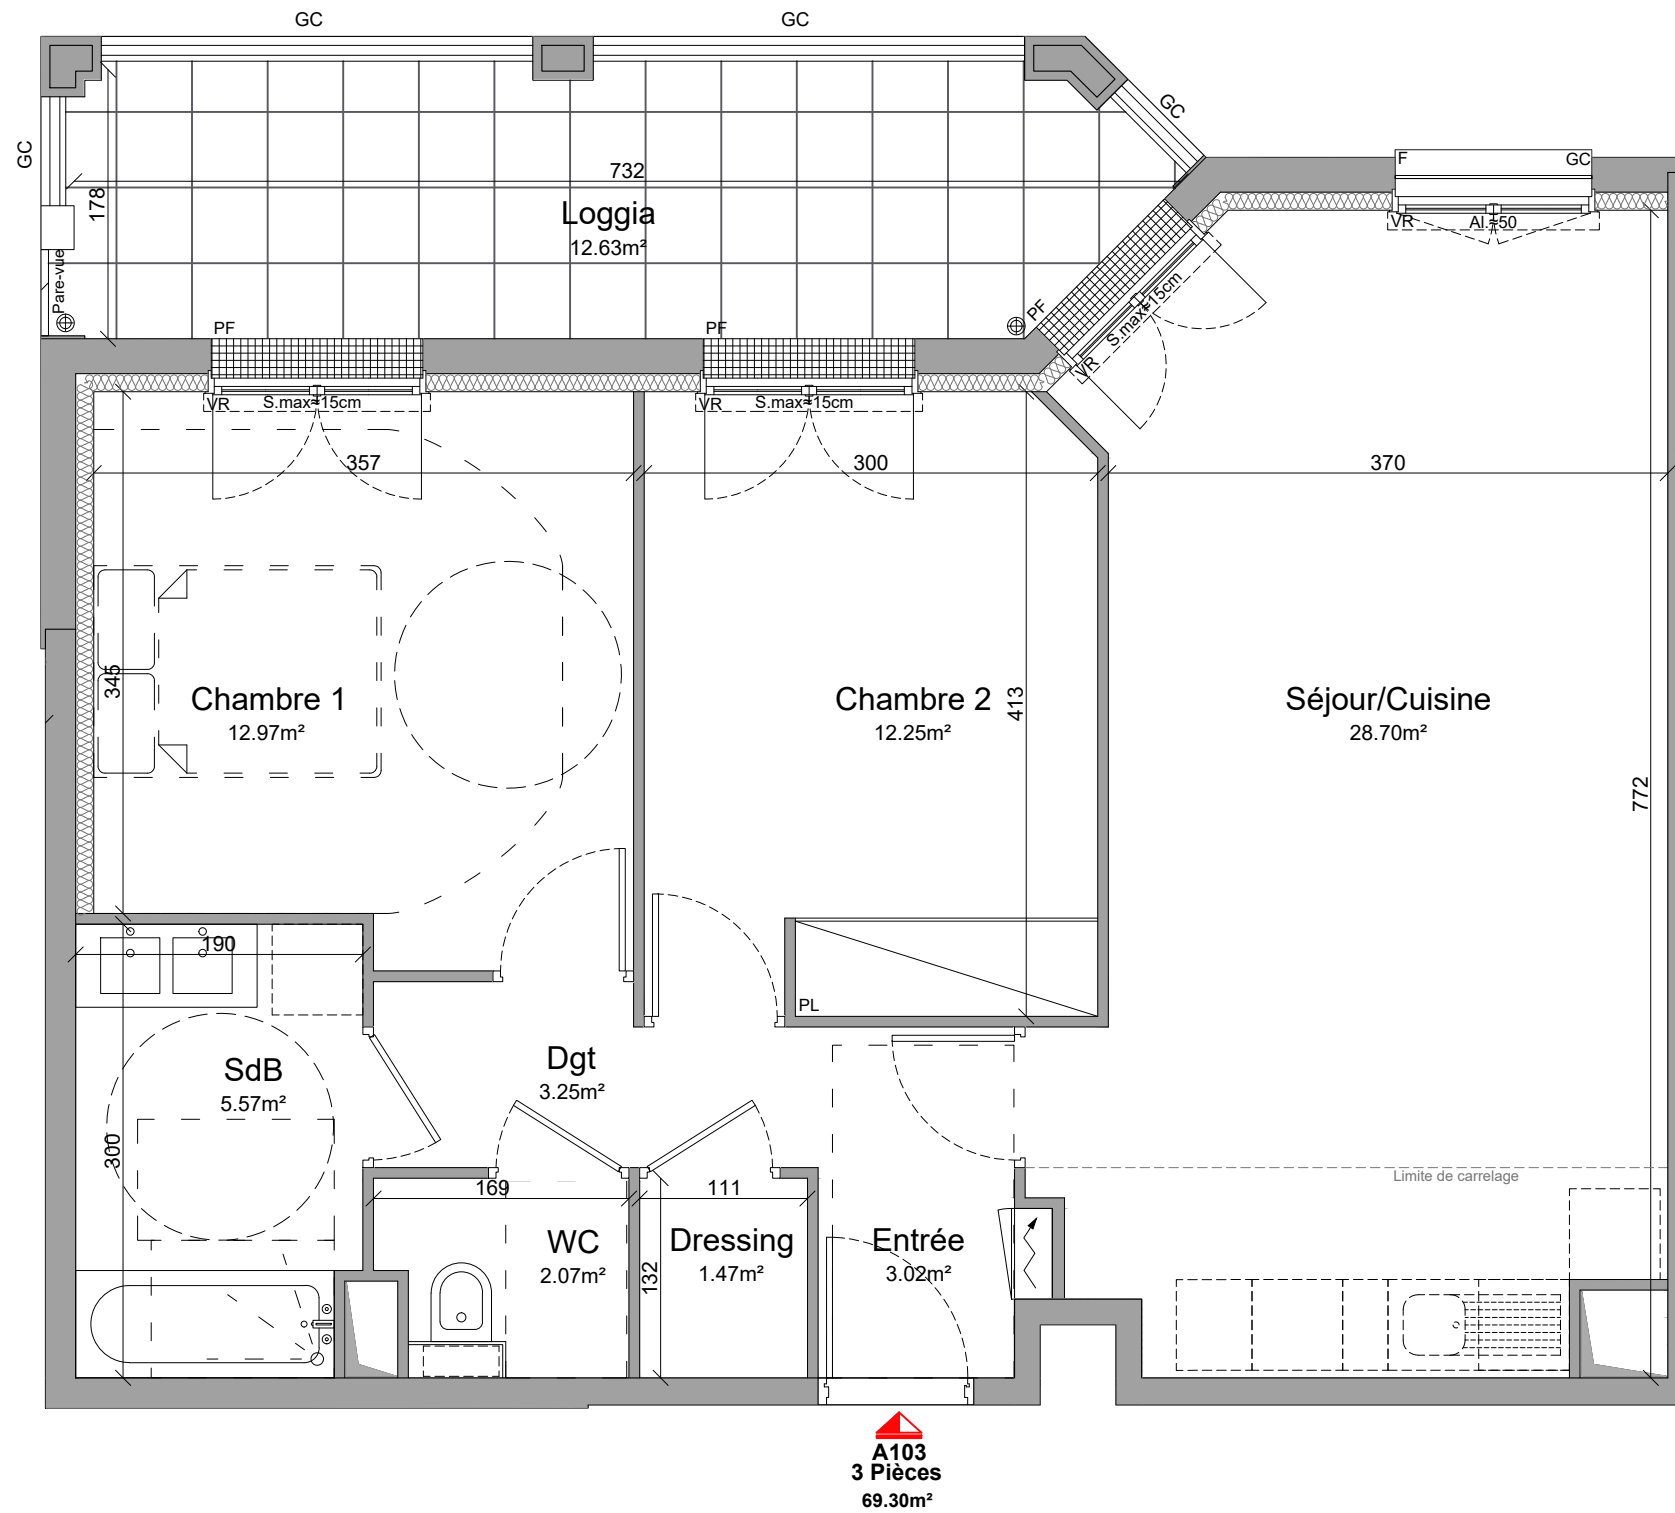 GC
GC
GC
GC
732
178
Loggia
12.63m²
Pare-vue
PF
PF
PF
F
GC
VR
Al.≈50
VR
S.max≈15cm
VR
S.max≈15cm
VR
S.max≈15cm
357
300
370
345
Chambre 1
12.97m²
Chambre 2
12.25m²
413
Séjour/Cuisine
28.70m²
772
190
PL
SdB
5.57m²
Dgt
3.25m²
300
169
111
Limite de carrelage
WC
2.07m²
132
Dressing
1.47m²
Entrée
3.02m²
A103
3 Pièces
69.30m²